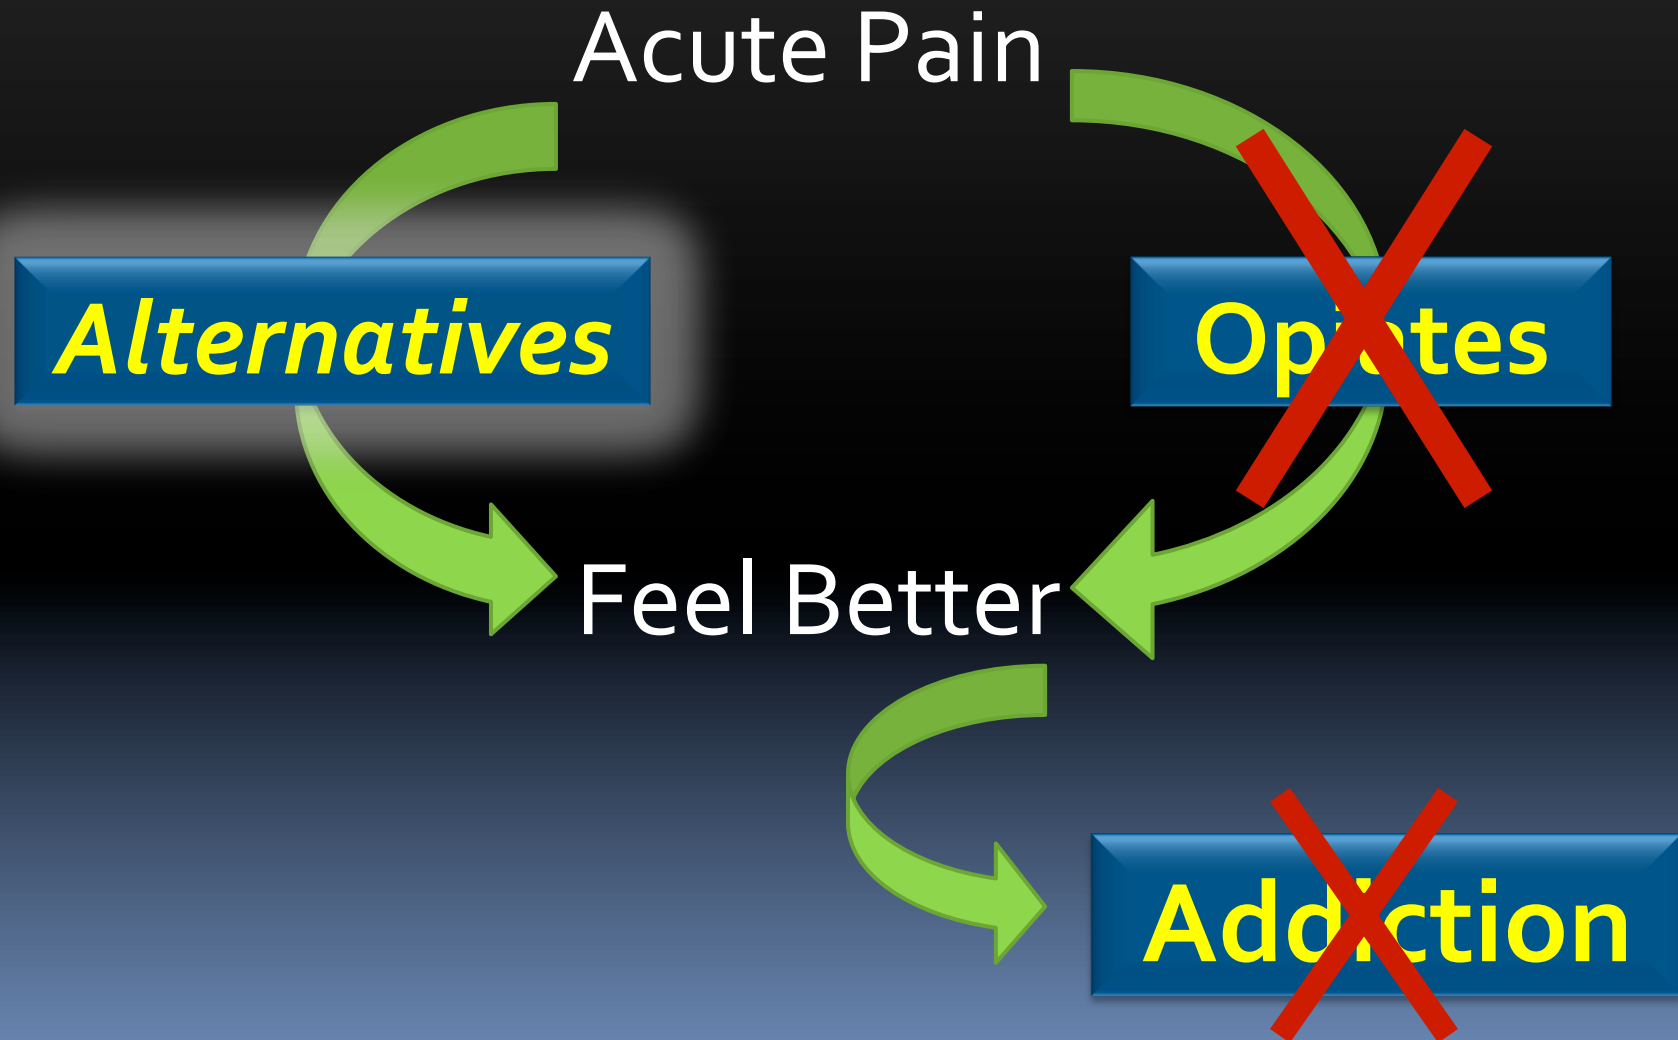 Acute Pain
Alternatives
Opiates
Feel Better
Addiction